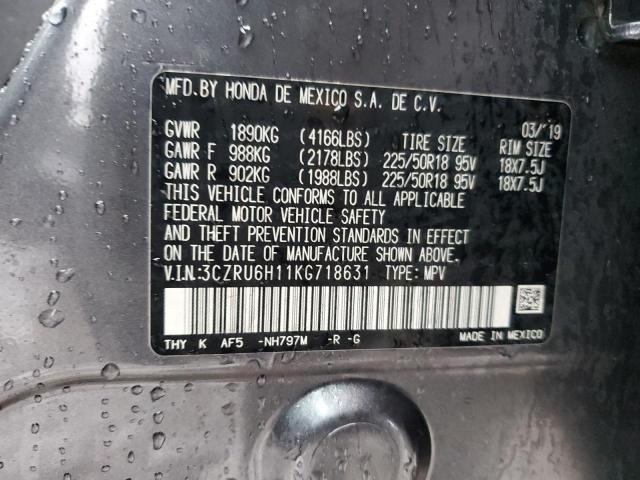 MFD.BY HONDA DE MEXICO S.A. DE C.V.
03/'19
GVWR 1890KG (4166LBS) TIRE SIZE RIM SIZE
GAWR F 988KG (2178LBS) 225/50R18 95V 18X7.5J
GAWR R 902KG (1988LBS) 225/50R18 95V 18X7.5J
THIS VEHICLE CONFORMS TO ALL APPLICABLE
FEDERAL MOTOR VEHICLE SAFETY
AND THEFT PREVENTION STANDARDS IN EFFECT
ON THE DATE OF MANUFACTURE SHOWN ABOVE.
V.I.N.:3CZRU6H11KG718631 TYPE: MPV
THY K AF5 -NH797M -R -G MADE IN MEXICO